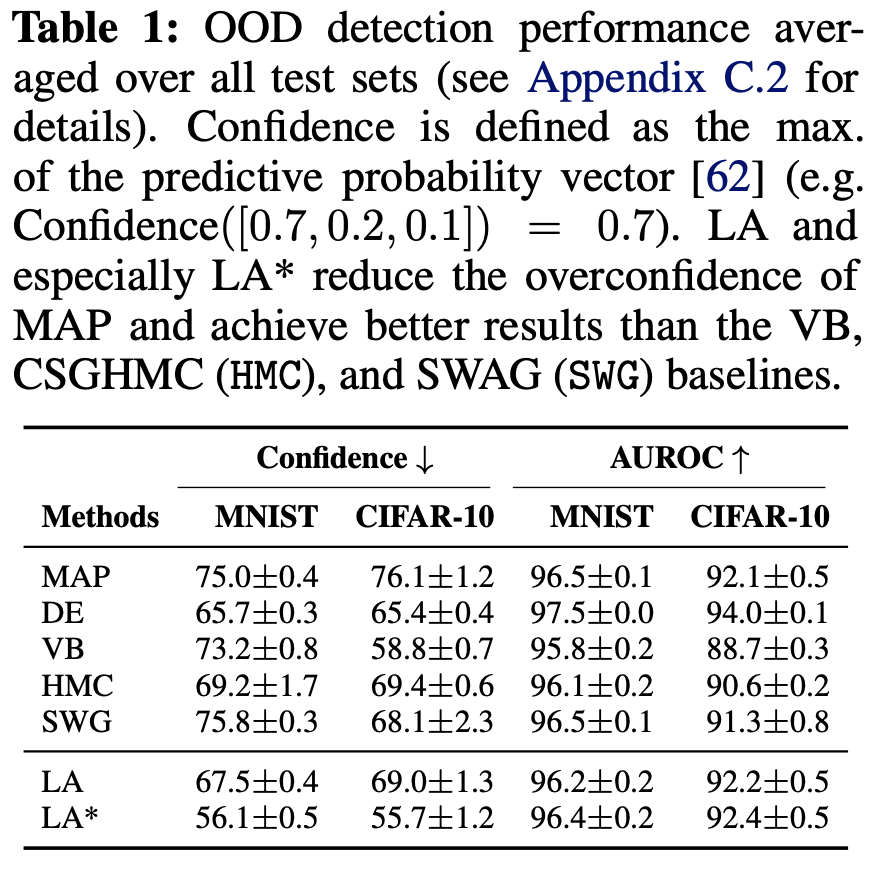 Table 1: OOD detection performance aver-
aged over all test sets (see Appendix C.2 for
details). Confidence is defined as the max.
of the predictive probability vector [62] (e.g.
Confidence([0.7, 0.2, 0.1]) = 0.7). LA and
especially LA* reduce the overconfidence of
MAP and achieve better results than the VB,
CSGHMC (HMC), and SWAG (SWG) baselines.
Confidence ↓ AUROC ↑
Methods MNIST CIFAR-10 MNIST CIFAR-10
MAP 75.0±0.4 76.1±1.2 96.5±0.1 92.1±0.5
DE 65.7±0.3 65.4±0.4 97.5±0.0 94.0±0.1
VB 73.2±0.8 58.8±0.7 95.8±0.2 88.7±0.3
HMC 69.2±1.7 69.4±0.6 96.1±0.2 90.6±0.2
SWG 75.8±0.3 68.1±2.3 96.5±0.1 91.3±0.8
LA 67.5±0.4 69.0±1.3 96.2±0.2 92.2±0.5
LA* 56.1±0.5 55.7±1.2 96.4±0.2 92.4±0.5